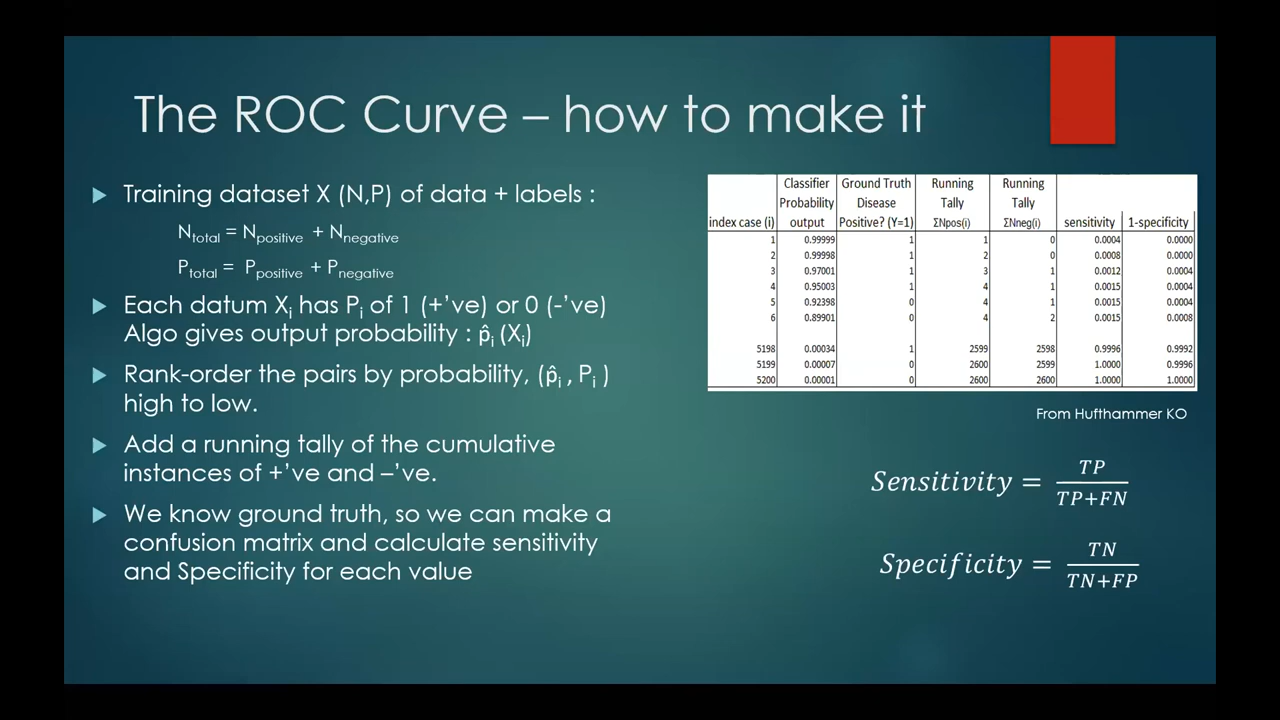 The ROC Curve – how to make it
Training dataset X (N,P) of data + labels :
Ntotal = Npositive + Nnegative
Ptotal = Ppositive + Pnegative
Each datum Xi has Pi of 1 (+’ve) or 0 (-’ve)
Algo gives output probability : p̂i (Xi)
Rank-order the pairs by probability, (p̂i , Pi )
high to low.
Add a running tally of the cumulative
instances of +’ve and –’ve.
We know ground truth, so we can make a
confusion matrix and calculate sensitivity
and Specificity for each value
Classifier Ground Truth Running Running
Probability Disease Tally Tally
index case (i) output Positive? (Y=1) ΣNpos(i) ΣNneg(i) sensitivity 1-specificity
1 0.99999 1 1 0 0.0004 0.0000
2 0.99998 1 2 0 0.0008 0.0000
3 0.97001 1 3 1 0.0012 0.0004
4 0.95003 1 4 1 0.0015 0.0004
5 0.92398 0 4 1 0.0015 0.0004
6 0.89901 0 4 2 0.0015 0.0008
5198 0.00034 1 2599 2598 0.9996 0.9992
5199 0.00007 0 2600 2599 1.0000 0.9996
5200 0.00001 0 2600 2600 1.0000 1.0000
From Hufthammer KO
Sensitivity = TP
TP+FN
Specificity = TN
TN+FP